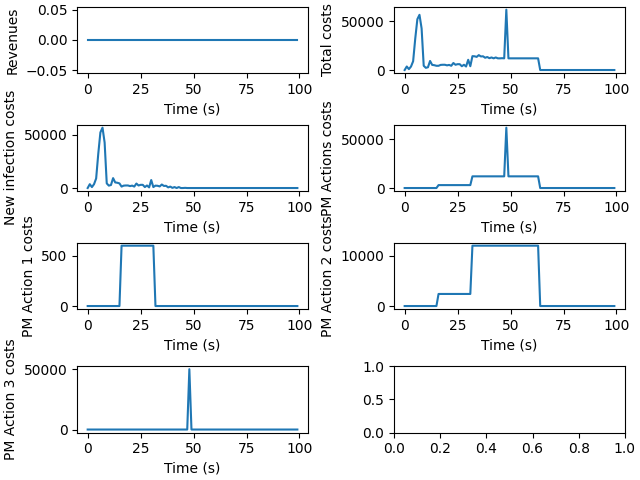 Revenues
0.05
0.00
−0.05
0 25 50 75 100
Time (s)
Total costs
50000
0
0 25 50 75 100
Time (s)
New infection costs
50000
0
0 25 50 75 100
Time (s)
PM Actions costs
50000
0
0 25 50 75 100
Time (s)
PM Action 1 costs
500
0
0 25 50 75 100
Time (s)
PM Action 2 costs
10000
0
0 25 50 75 100
Time (s)
PM Action 3 costs
50000
0
0 25 50 75 100
Time (s)
1.0
0.5
0.0
0.0 0.2 0.4 0.6 0.8 1.0